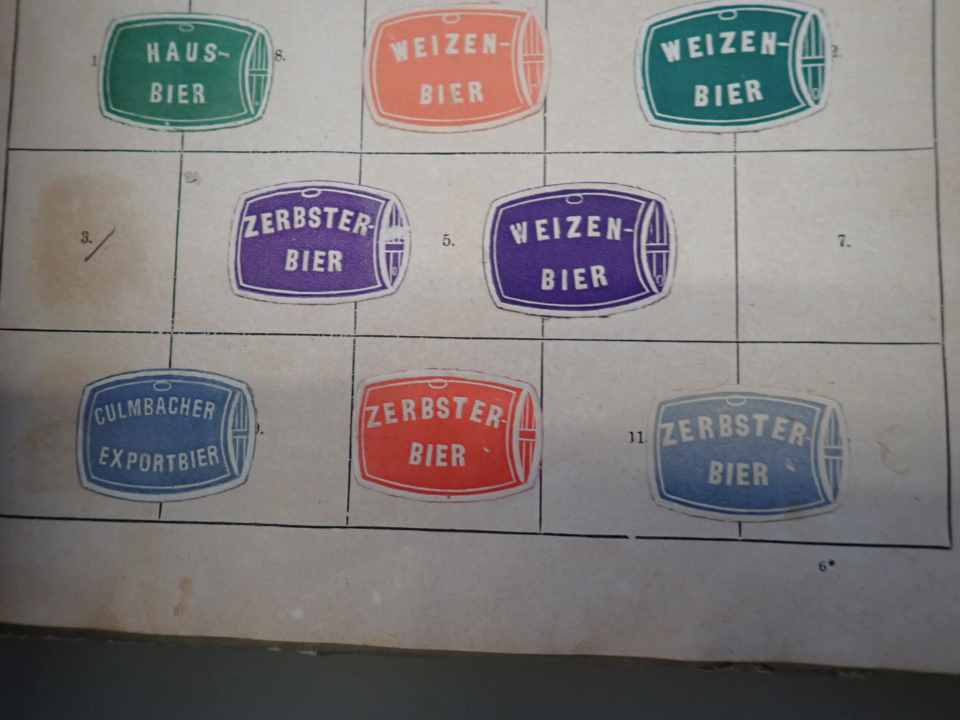 HAUS-
BIER
8.
WEIZEN-
BIER
WEIZEN-
BIER
2.
3.
ZERBSTER-
BIER
5.
WEIZEN-
BIER
7.
CULMBACHER
EXPORTBIER
9.
ZERBSTER-
BIER
11.
ZERBSTER-
BIER
6*